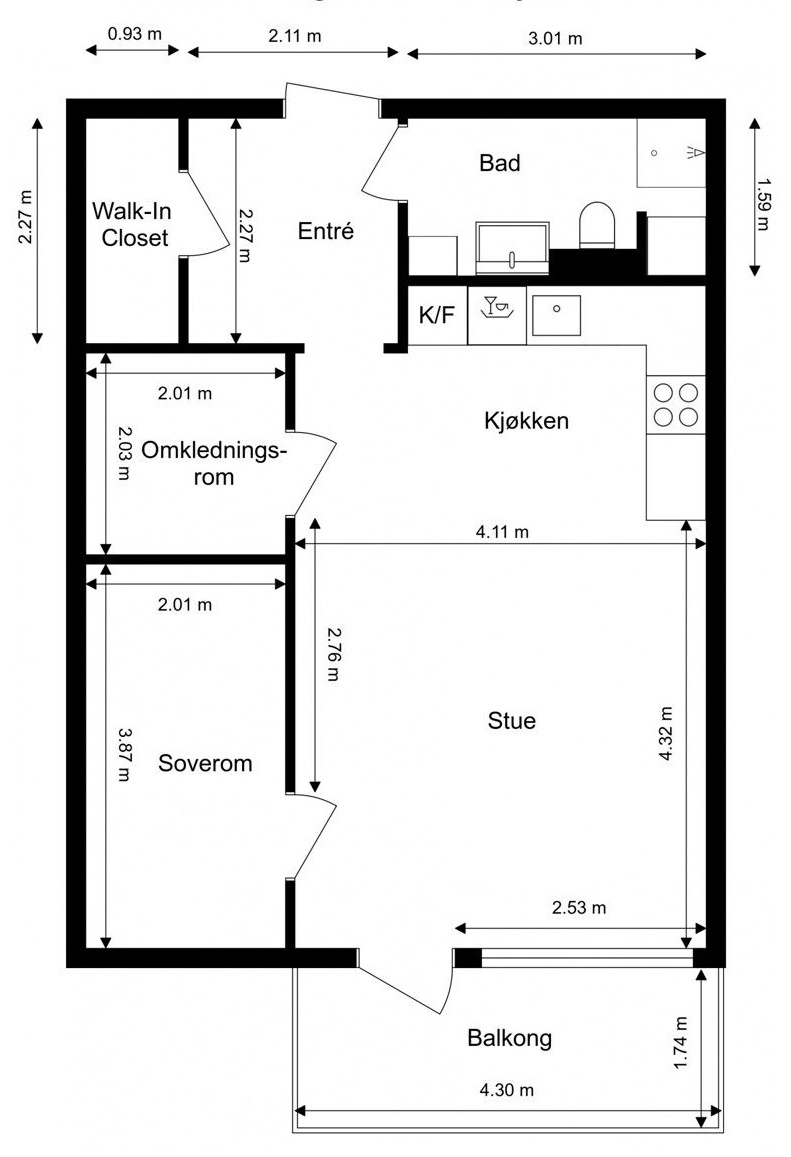 0.93 m
2.11 m
3.01 m
2.27 m
Walk-In
Closet
2.27 m
Entré
Bad
1.59 m
K/F
2.01 m
2.03 m
Omklednings-
rom
Kjøkken
4.11 m
2.01 m
2.76 m
3.87 m
Soverom
Stue
4.32 m
2.53 m
Balkong
1.74 m
4.30 m